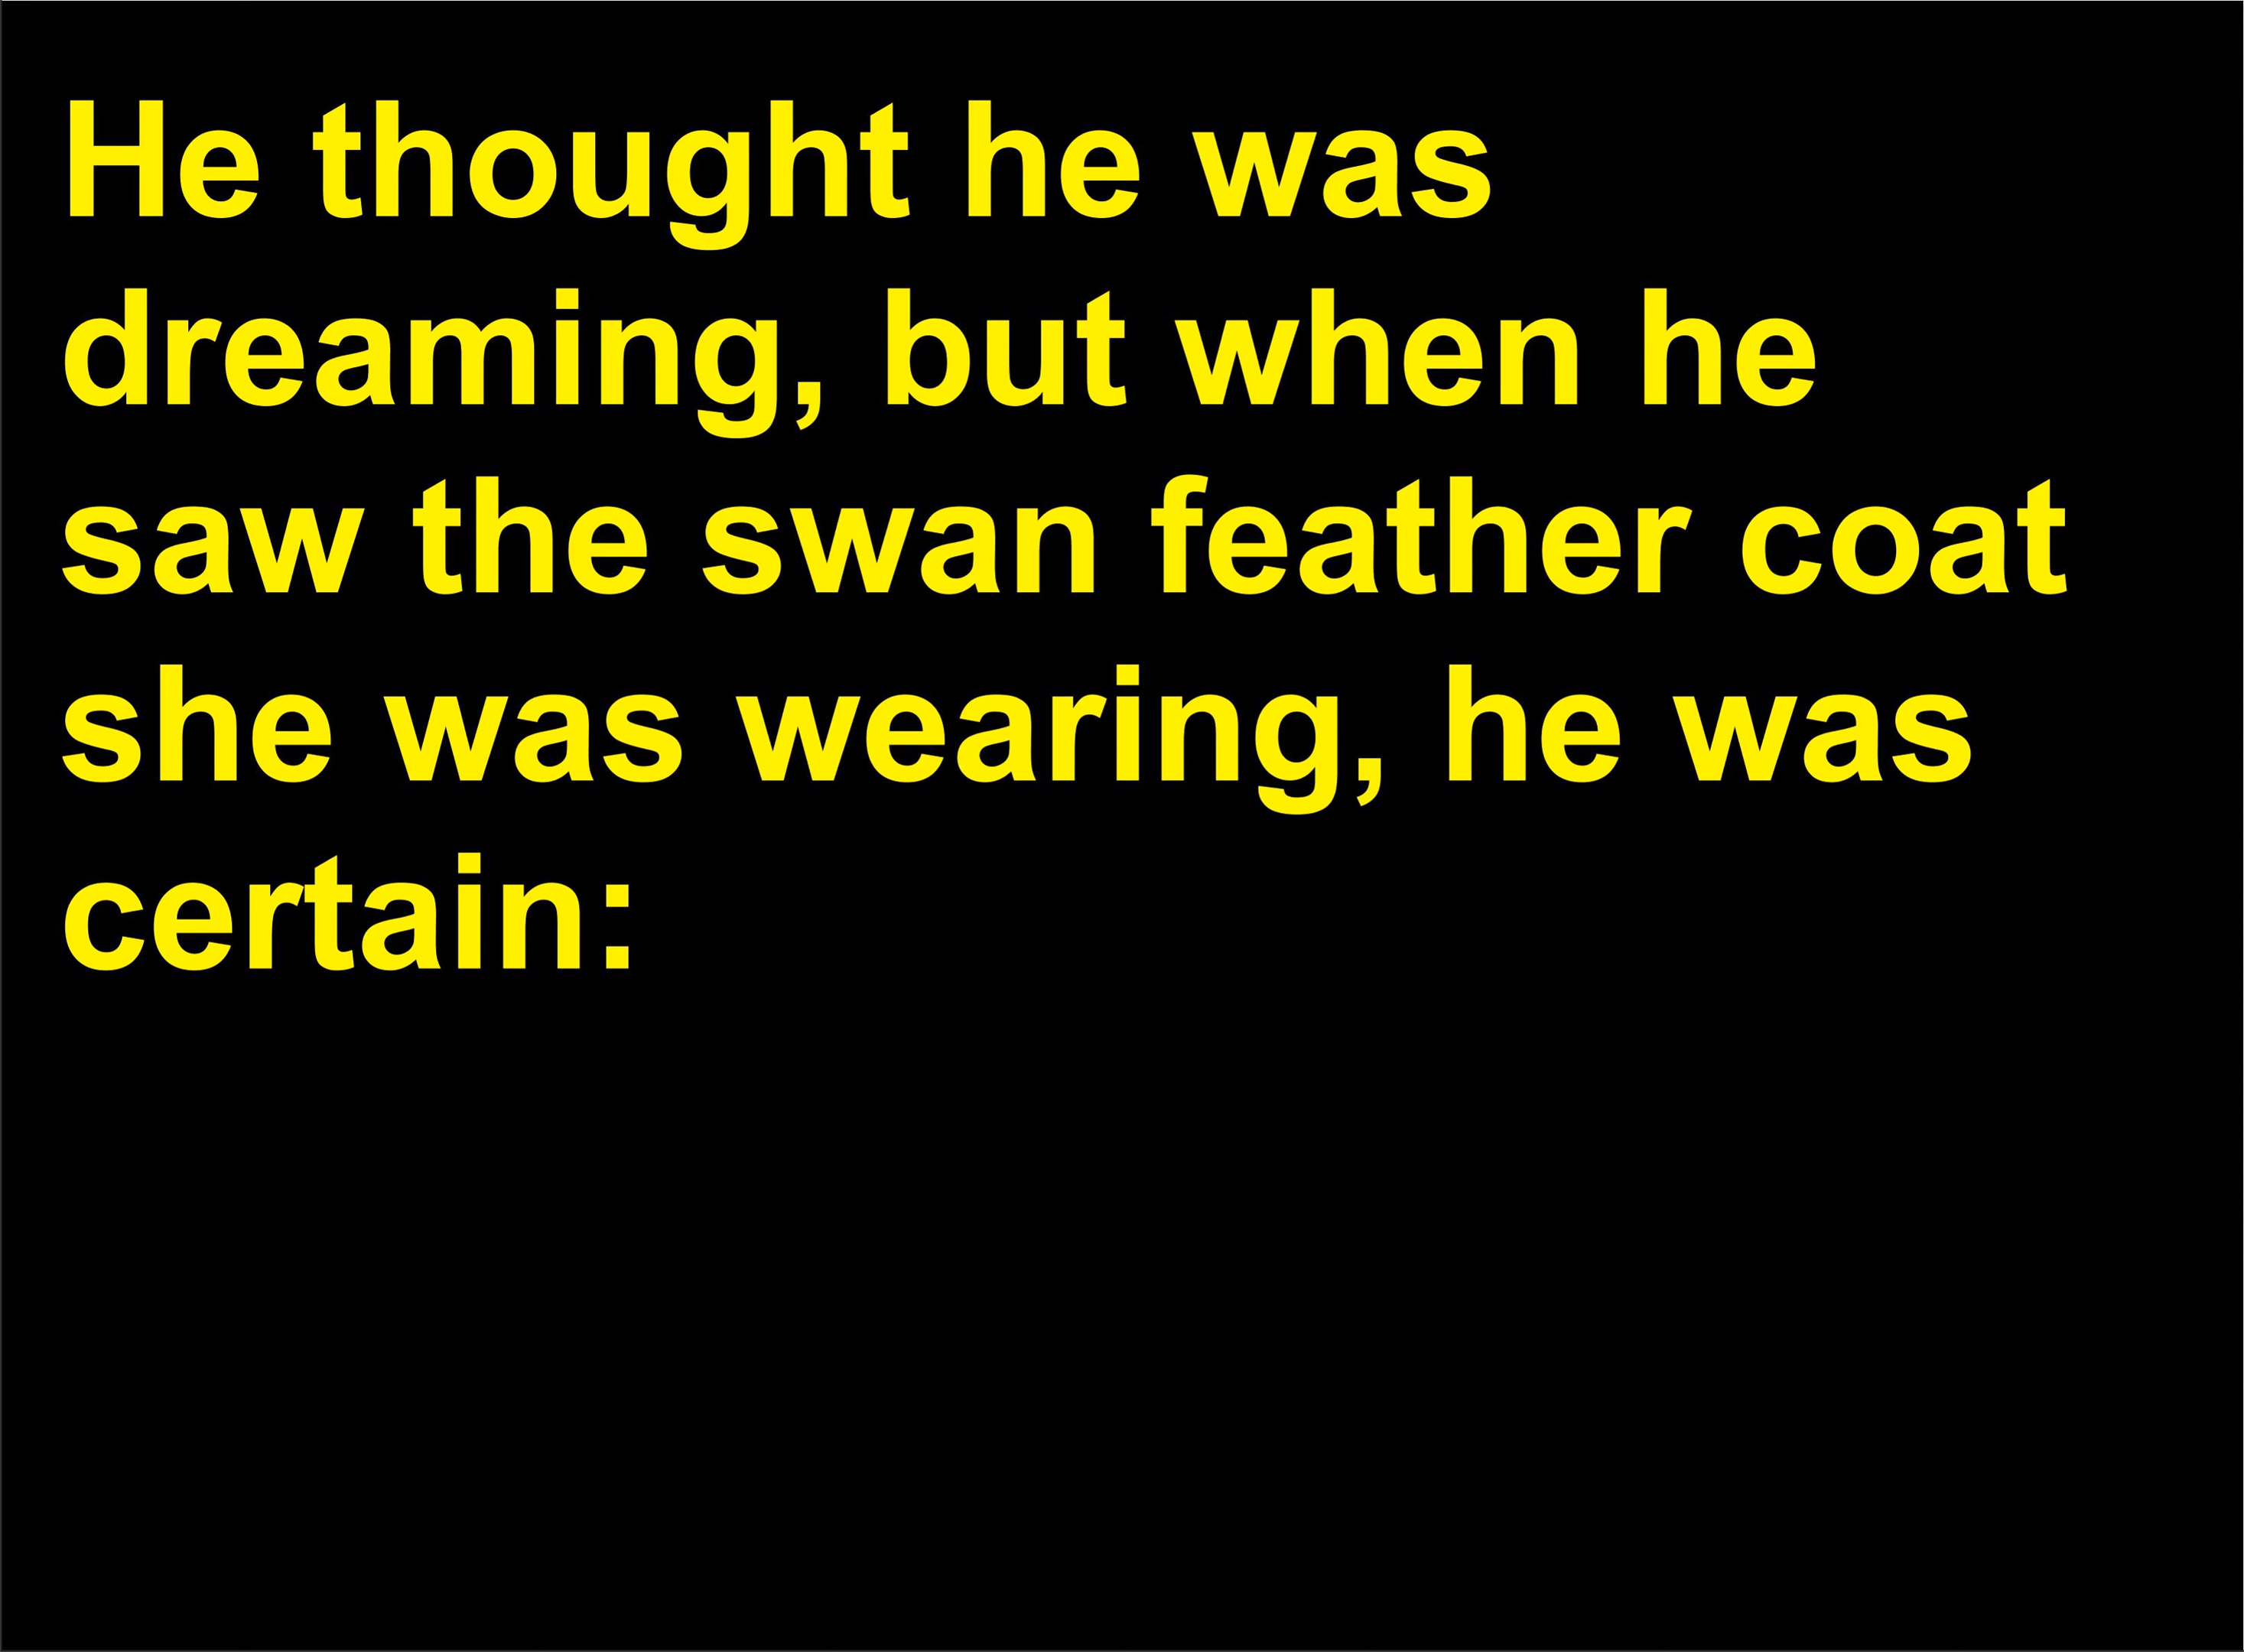 He thought he was
dreaming, but when he
saw the swan feather coat
she was wearing, he was
certain: